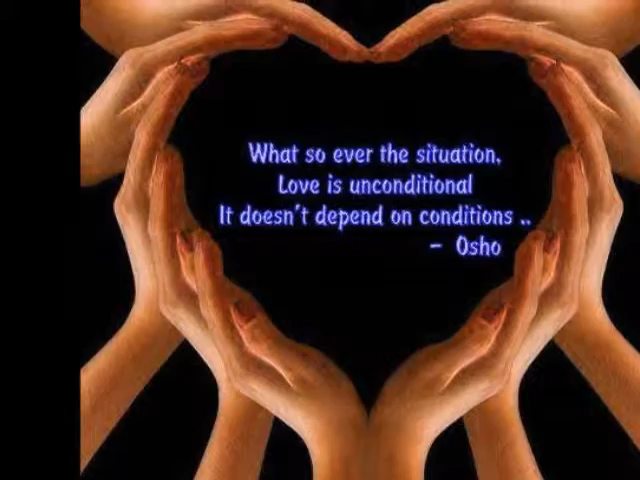 What so ever the situation,
Love is unconditional
It doesn't depend on conditions ..
- Osho